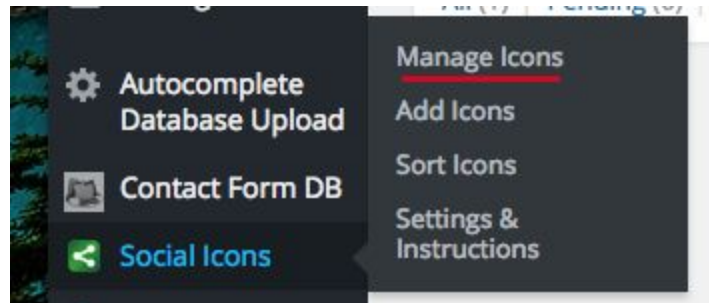 Autocomplete
Database Upload
Contact Form DB
Social Icons
Manage Icons
Add Icons
Sort Icons
Settings &
Instructions